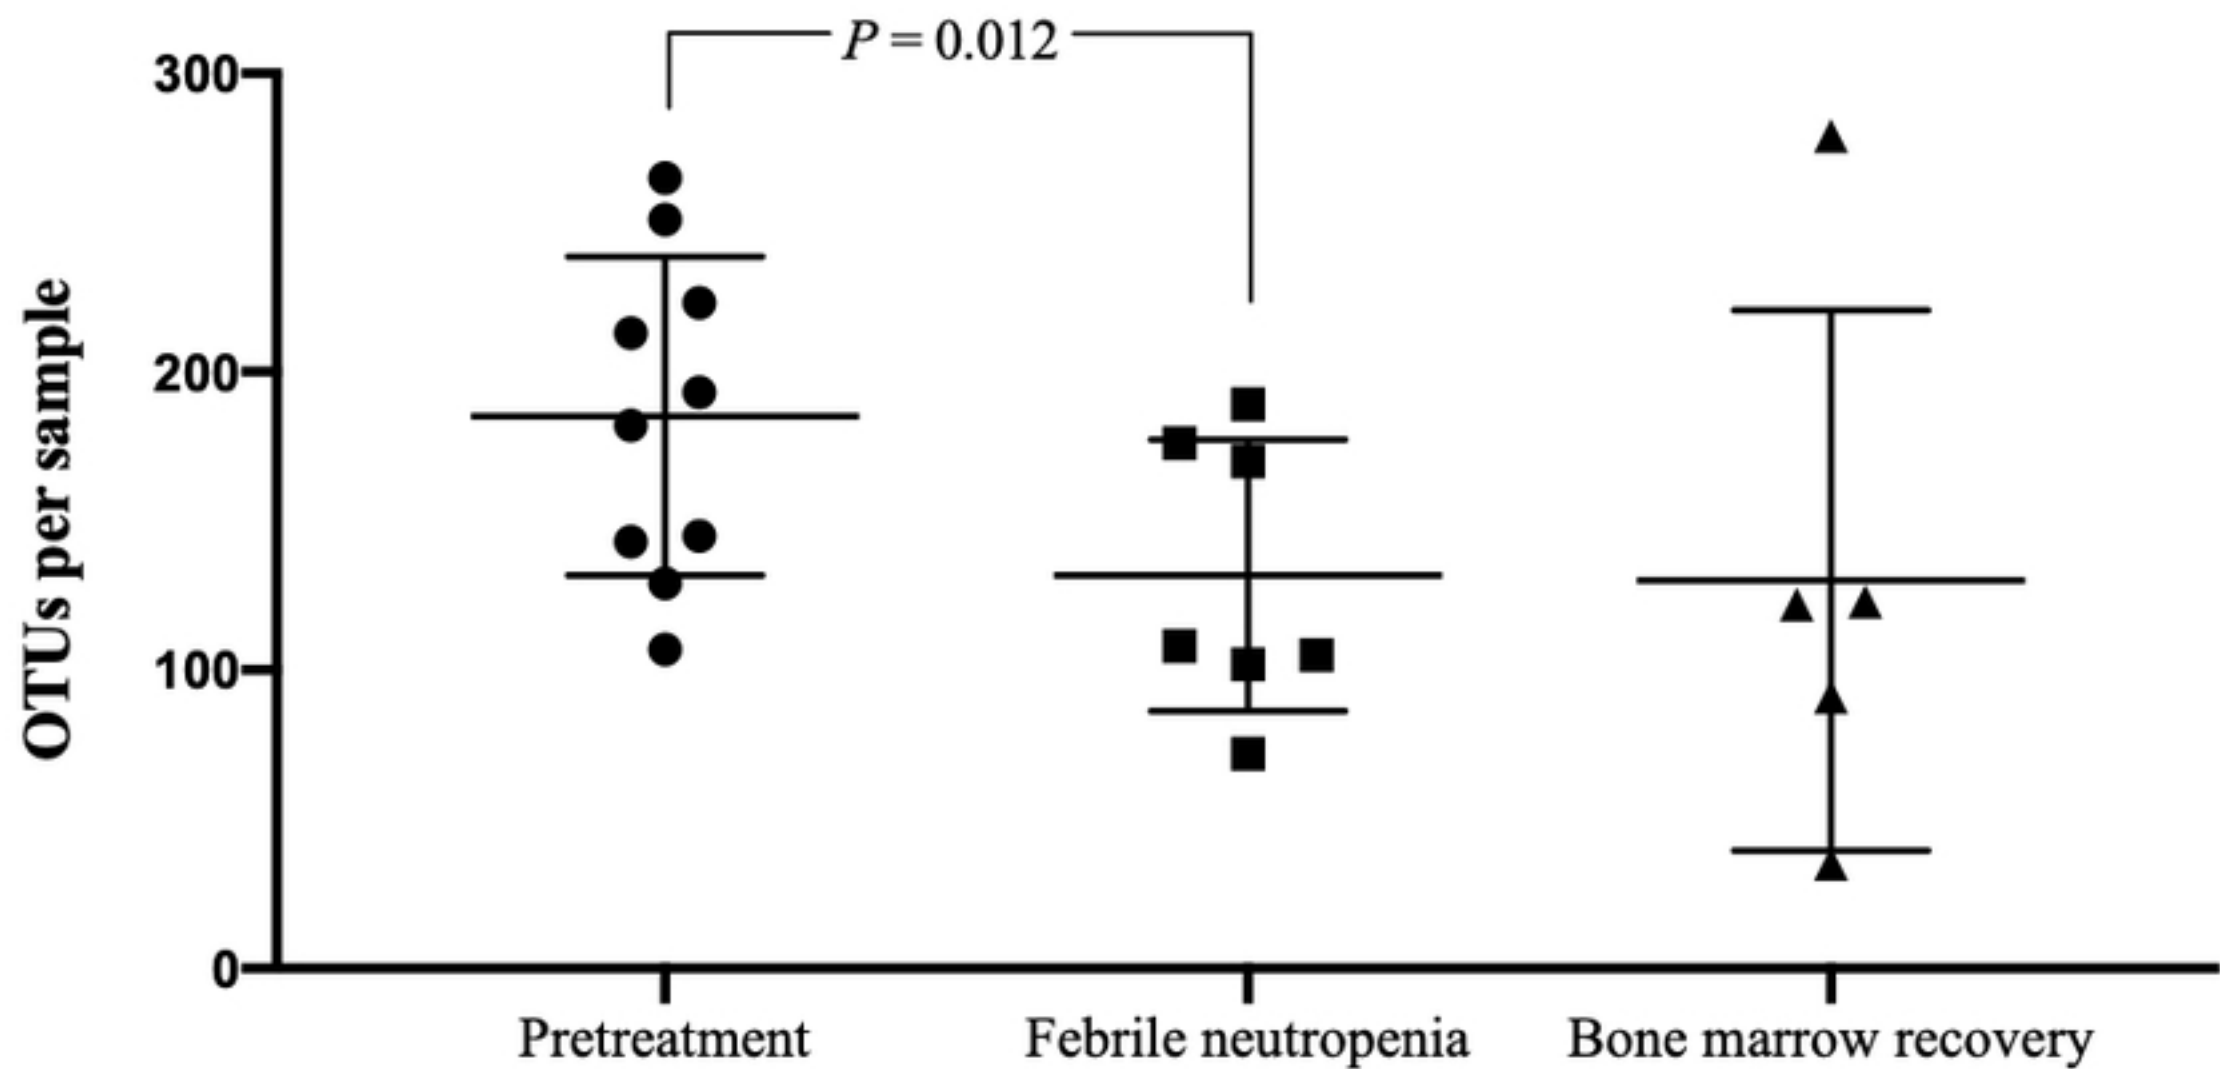 P = 0.012
300
200
100
0
OTUs per sample
Pretreatment
Febrile neutropenia
Bone marrow recovery